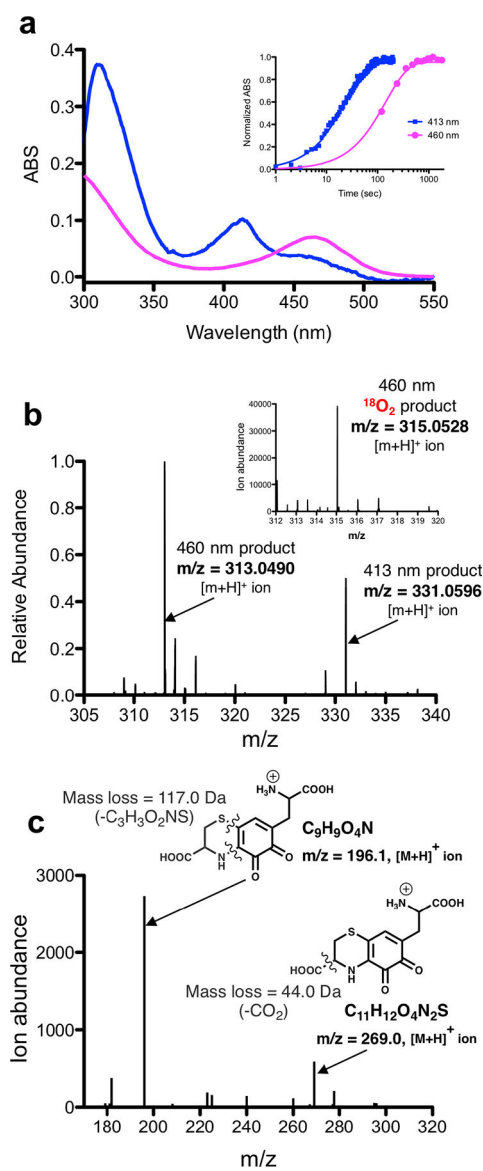 a
0.4
0.3
0.2
0.1
0.0
ABS
300 350 400 450 500 550
Wavelength (nm)
1.0
0.8
0.6
0.4
0.2
0.0
Normalized ABS
1 10 100 1000
Time (sec)
413 nm
460 nm
b
460 nm
18O2 product
m/z = 315.0528
[m+H]+ ion
40000
30000
20000
10000
0
Ion abundance
312 313 314 315 316 317 318 319 320
m/z
1.0
0.8
0.6
0.4
0.2
0.0
Relative Abundance
460 nm product
m/z = 313.0490
[m+H]+ ion
413 nm product
m/z = 331.0596
[m+H]+ ion
305 310 315 320 325 330 335 340
m/z
c
Mass loss = 117.0 Da
(-C3H3O2NS)
⊕
H3N COOH
S
HOOC N H O O
C9H9O4N
m/z = 196.1, [M+H]+ ion
3000
2000
1000
0
Ion abundance
⊕
H3N COOH
S
HOOC NH O O
Mass loss = 44.0 Da
(-CO2)
C11H12O4N2S
m/z = 269.0, [M+H]+ ion
180 200 220 240 260 280 300 320
m/z